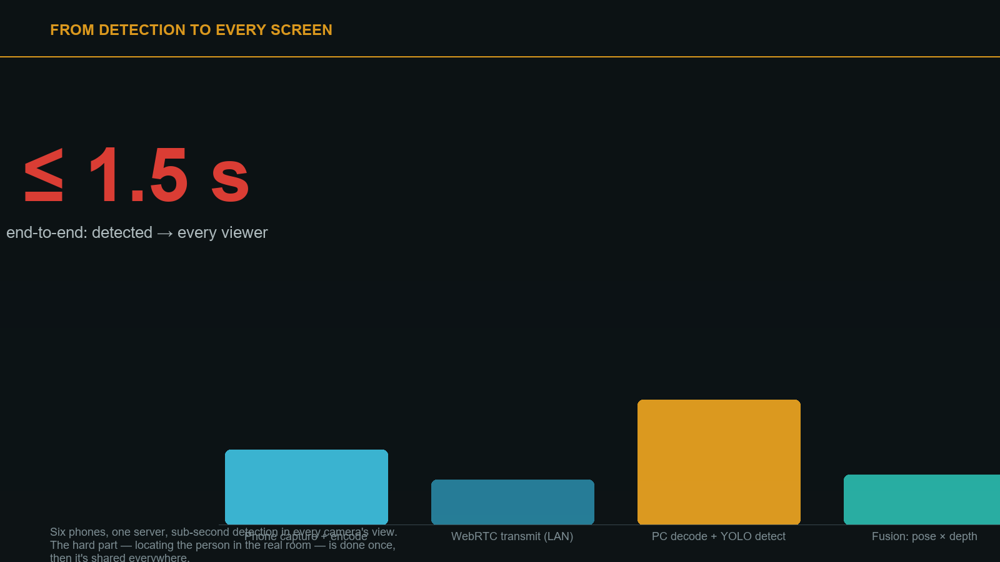 FROM DETECTION TO EVERY SCREEN
≤ 1.5 s
end-to-end: detected → every viewer
Phone capture + encode
WebRTC transmit (LAN)
PC decode + YOLO detect
Fusion: pose × depth
Six phones, one server, sub-second detection in every camera's view.
The hard part — locating the person in the real room — is done once,
then it's shared everywhere.